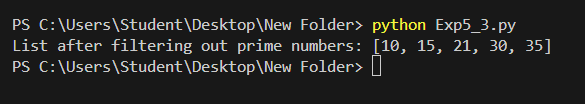 PS C:\Users\Student\Desktop\New Folder> python Exp5_3.py
List after filtering out prime numbers: [10, 15, 21, 30, 35]
PS C:\Users\Student\Desktop\New Folder>